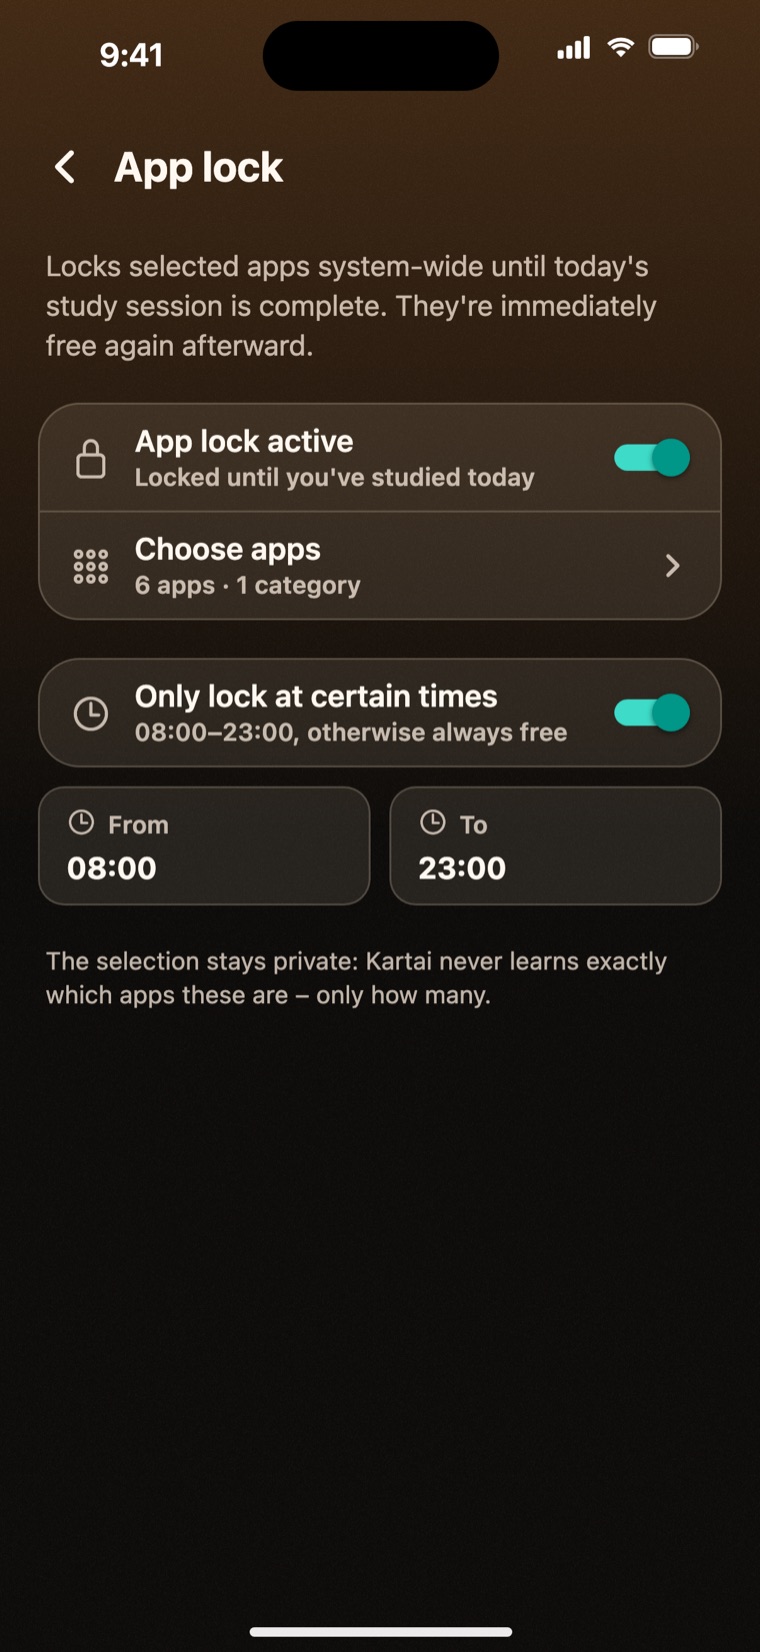 9:41
App lock
Locks selected apps system-wide until today's
study session is complete. They're immediately
free again afterward.
App lock active
Locked until you've studied today
Choose apps
6 apps · 1 category
Only lock at certain times
08:00–23:00, otherwise always free
From
08:00
To
23:00
The selection stays private: Kartai never learns exactly
which apps these are – only how many.